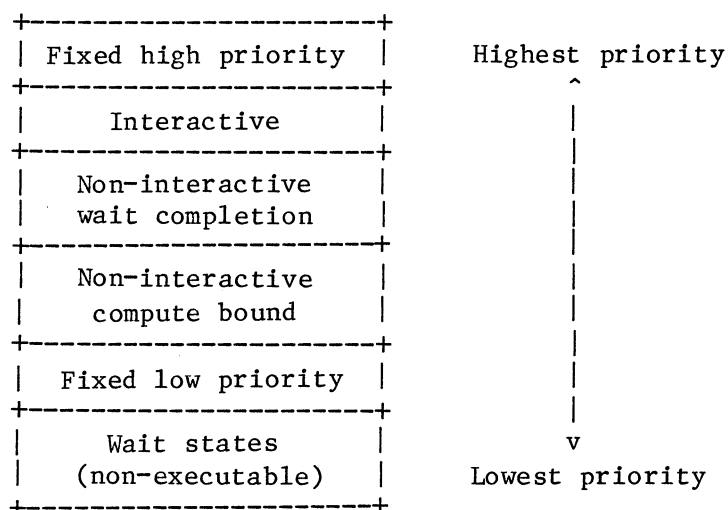 Fixed high priority Highest priority
Interactive
Non-interactive
wait completion
Non-interactive
compute bound
Fixed low priority
Wait states v
(non-executable) Lowest priority